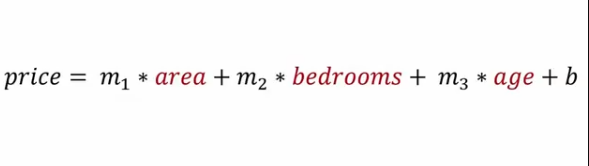 price = m₁ * area + m₂ * bedrooms + m₃ * age + b